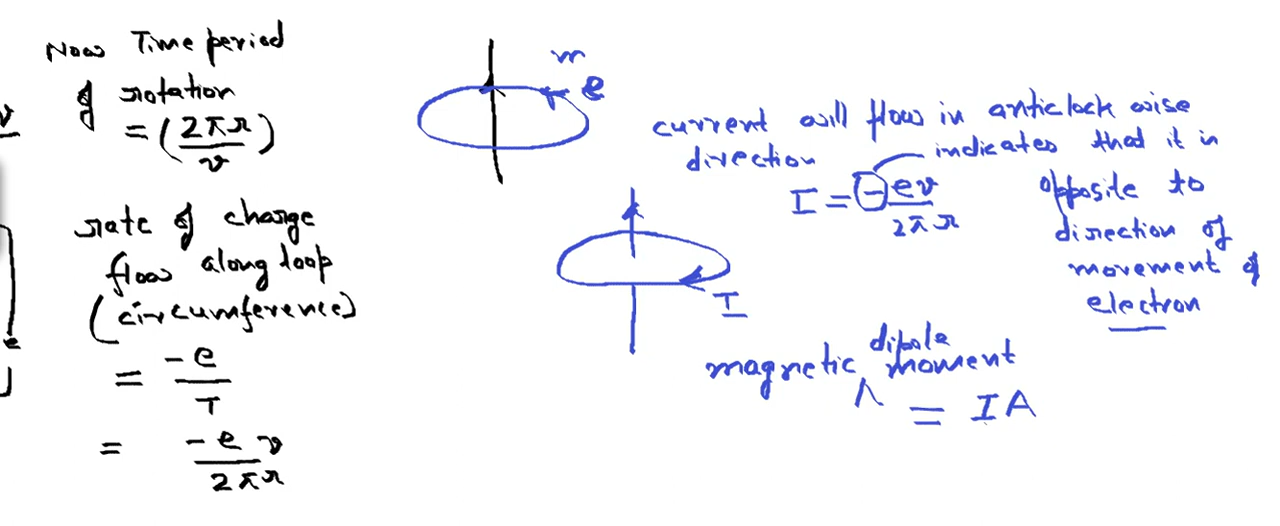 Now Time period
of rotation
= (2πr/v)
rate of charge
flow along loop
(circumference)
= -e/T
= -ev/2πr
m
e
current will flow in anticlock wise
direction
indicates that it is
opposite to
direction of
movement of
electron
I = -ev/2πr
I
magnetic dipole moment
= IA
v
e